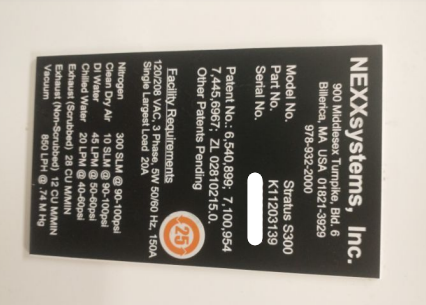 NEXXsystems, Inc.
900 Middlesex Turnpike, Bld. 6
Billerica, MA USA 01821-3929
978-932-2000
Model No. Stratus S300
Part No. K11203139
Serial No.
Patent No.: 6,540,899; 7,100,954
7,445,6967; ZL 02810215.0,
Other Patents Pending
Facility Requirements
25
120/208 VAC, 3 Phase, 5W 50/60 Hz, 150A
Single Largest Load 20A
Nitrogen 300 SLM @ 90-100psi
Clean Dry Air 10 SLM @ 90-100psi
DI Water 45 LPM @ 50-60psi
Chilled Water 20 LPM @ 40-60psi
Exhaust (Scrubbed) 28 CU M/MIN
Exhaust (Non-Scrubbed) 12 CU M/MIN
Vacuum 850 LPH @ .74 M Hg